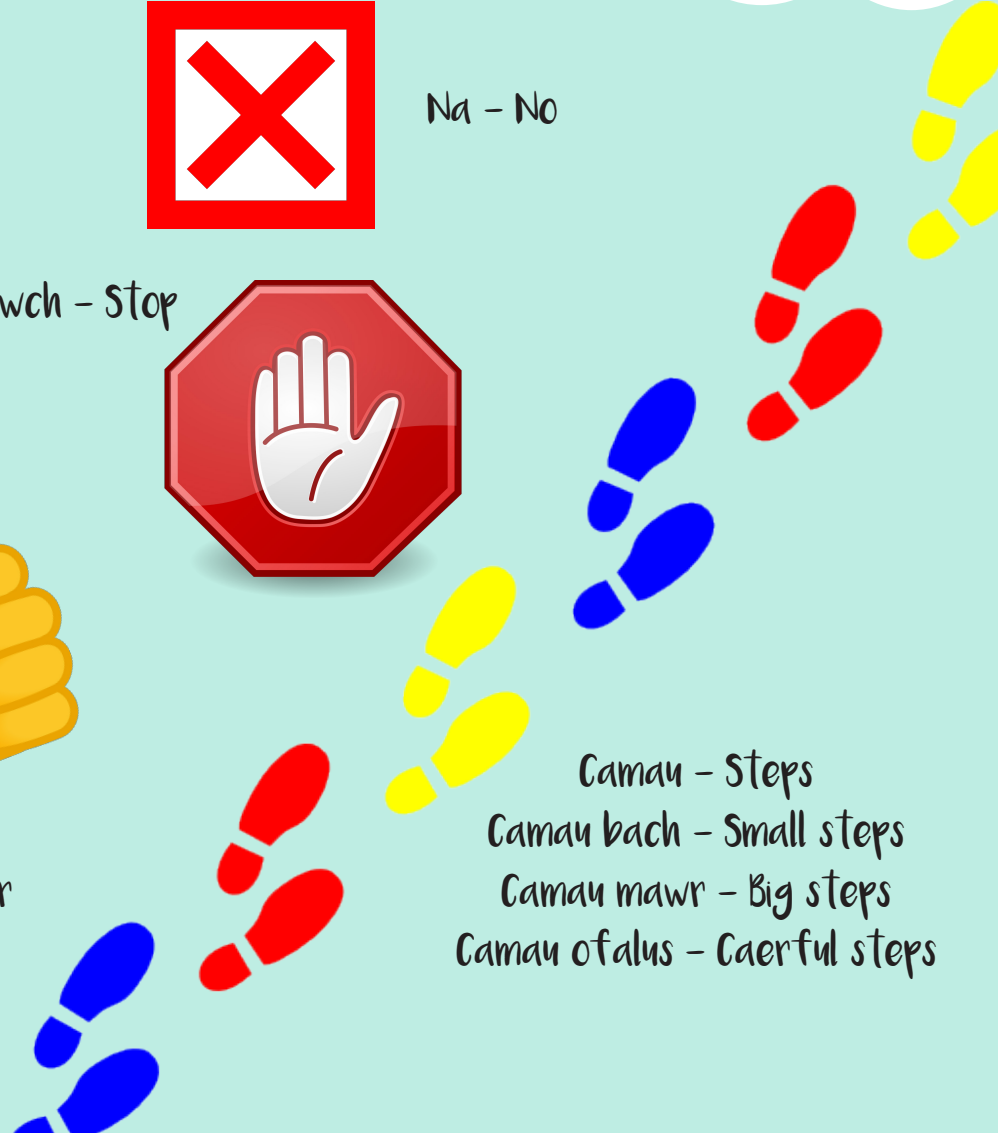 Na - No
wch - Stop
Camau - Steps
Camau bach - Small steps
Camau mawr - Big steps
r
Camau ofalus - Caerful steps